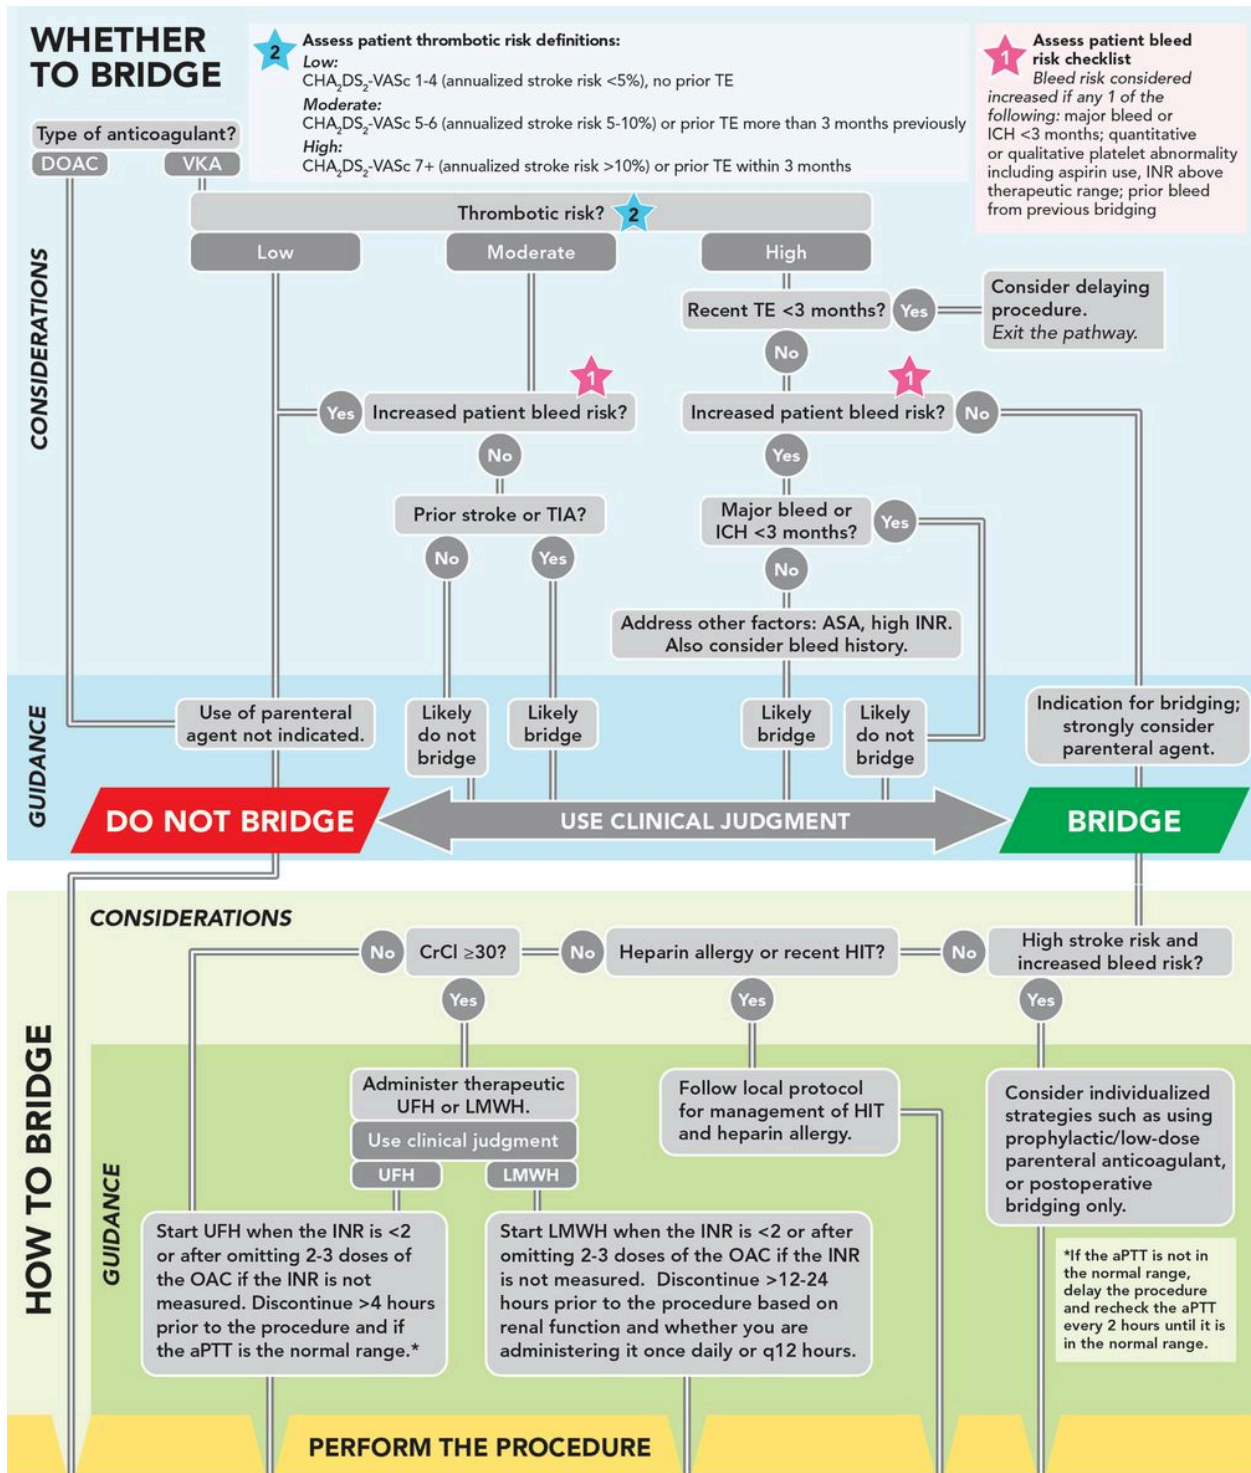 WHETHER
TO BRIDGE
2
Assess patient thrombotic risk definitions:
Low:
CHA₂DS₂-VASc 1-4 (annualized stroke risk <5%), no prior TE
Moderate:
CHA₂DS₂-VASc 5-6 (annualized stroke risk 5-10%) or prior TE more than 3 months previously
High:
CHA₂DS₂-VASc 7+ (annualized stroke risk >10%) or prior TE within 3 months
1
Assess patient bleed
risk checklist
Bleed risk considered
increased if any 1 of the
following: major bleed or
ICH <3 months; quantitative
or qualitative platelet abnormality
including aspirin use, INR above
therapeutic range; prior bleed
from previous bridging
Type of anticoagulant?
DOAC
VKA
CONSIDERATIONS
Thrombotic risk?
2
Low
Moderate
High
Recent TE <3 months?
Yes
Consider delaying
procedure.
Exit the pathway.
No
1
1
Yes
Increased patient bleed risk?
Increased patient bleed risk?
No
No
Yes
Prior stroke or TIA?
Major bleed or
ICH <3 months?
Yes
No
Yes
No
Address other factors: ASA, high INR.
Also consider bleed history.
GUIDANCE
Use of parenteral
agent not indicated.
Likely
do not
bridge
Likely
bridge
Likely
bridge
Likely
do not
bridge
Indication for bridging;
strongly consider
parenteral agent.
DO NOT BRIDGE
USE CLINICAL JUDGMENT
BRIDGE
HOW TO BRIDGE
CONSIDERATIONS
No
CrCl ≥30?
No
Heparin allergy or recent HIT?
No
High stroke risk and
increased bleed risk?
Yes
Yes
Yes
GUIDANCE
Administer therapeutic
UFH or LMWH.
Use clinical judgment
UFH
LMWH
Follow local protocol
for management of HIT
and heparin allergy.
Consider individualized
strategies such as using
prophylactic/low-dose
parenteral anticoagulant,
or postoperative
bridging only.
Start UFH when the INR is <2
or after omitting 2-3 doses of
the OAC if the INR is not
measured. Discontinue >4 hours
prior to the procedure and if
the aPTT is the normal range.*
Start LMWH when the INR is <2 or after
omitting 2-3 doses of the OAC if the INR
is not measured. Discontinue >12-24
hours prior to the procedure based on
renal function and whether you are
administering it once daily or q12 hours.
*If the aPTT is not in
the normal range,
delay the procedure
and recheck the aPTT
every 2 hours until it is
in the normal range.
PERFORM THE PROCEDURE